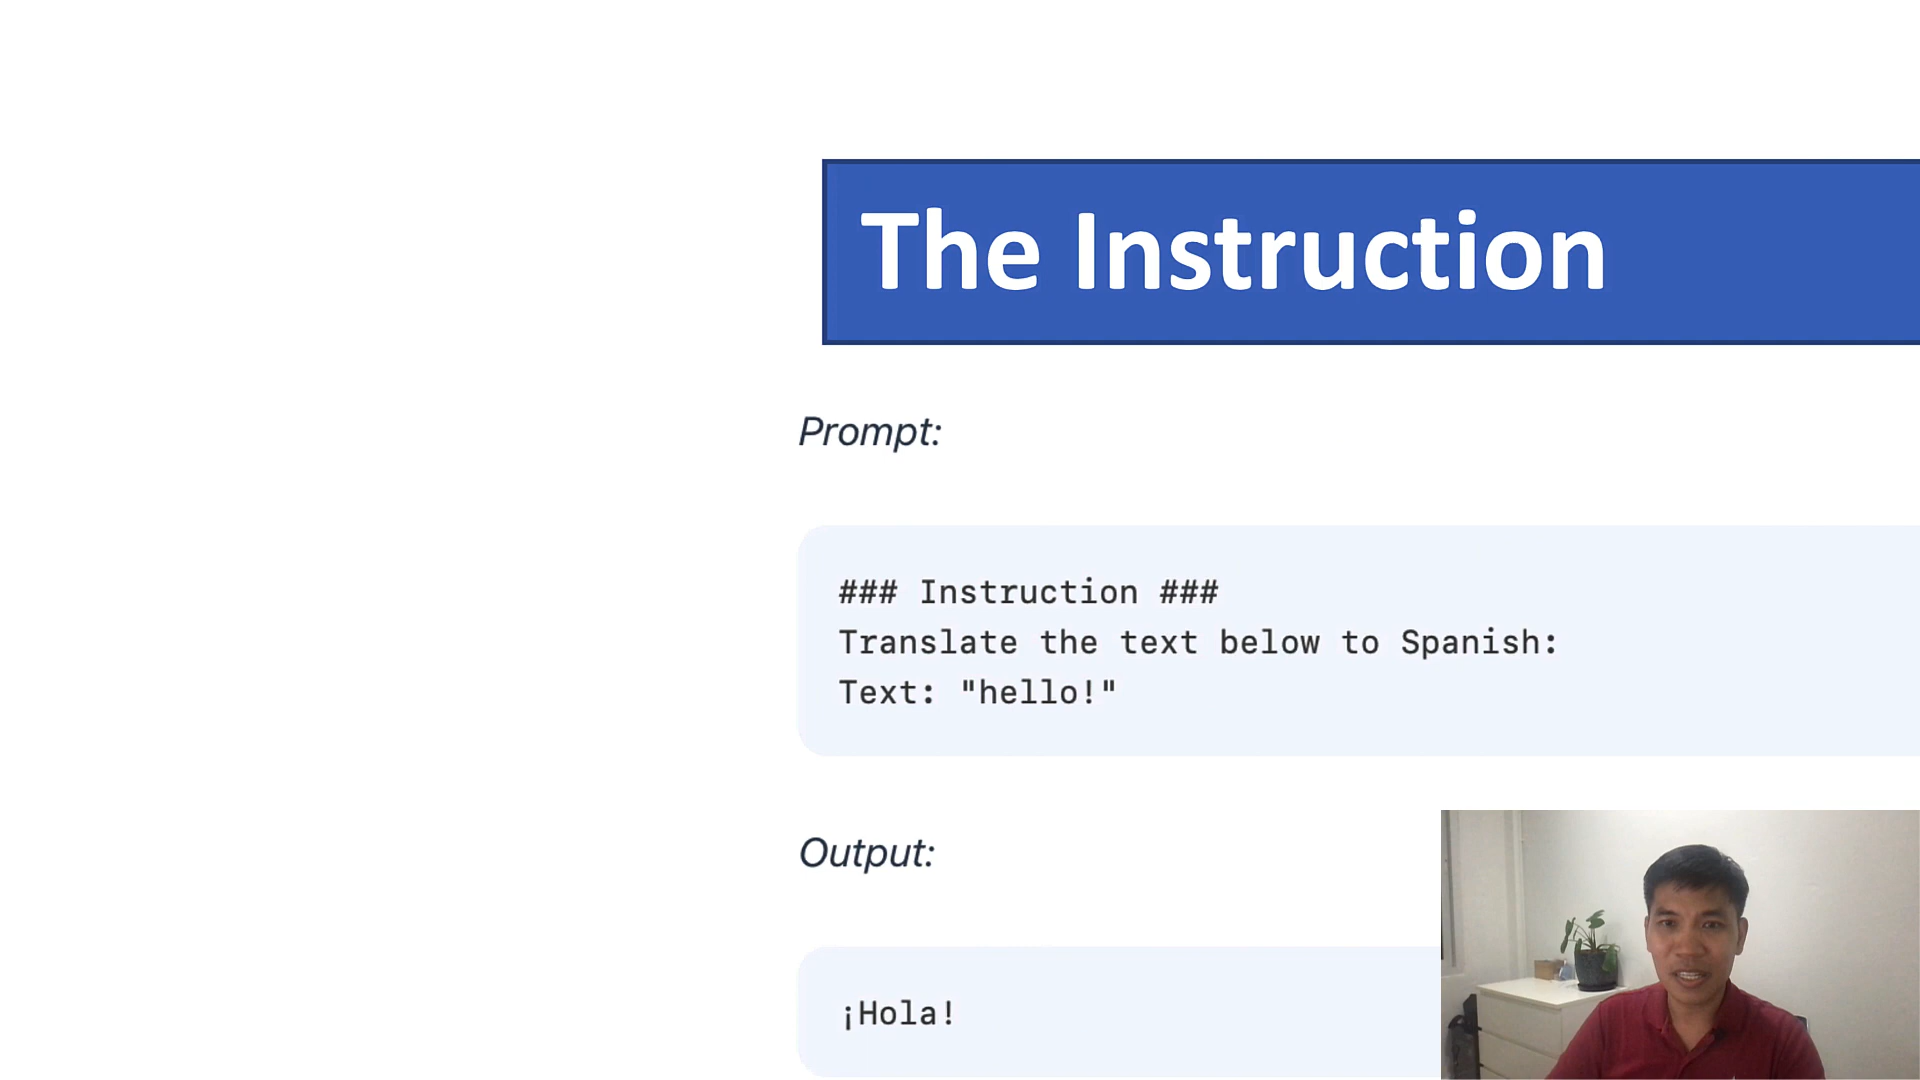 The Instruction
Prompt:
### Instruction ###
Translate the text below to Spanish:
Text: "hello!"
Output:
¡Hola!